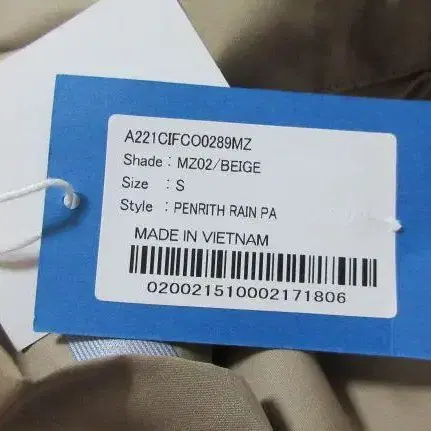 A221CIFCO0289MZ
Shade : MZ02/BEIGE
Size : S
Style : PENRITH RAIN PA
MADE IN VIETNAM
020021510002171806